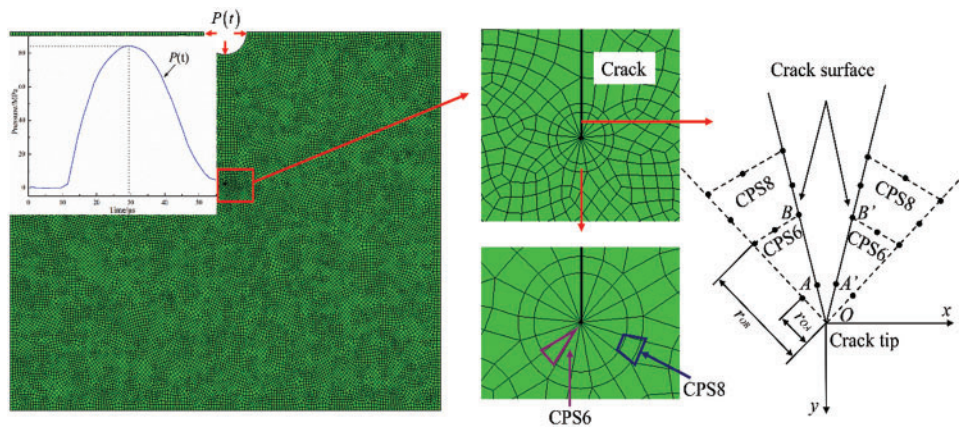 P(t)
80
60
40
20
0
Pressure/MPa
P(t)
0 10 20 30 40 50
Time/μs
Crack
CPS6
CPS8
Crack surface
CPS8
CPS8
B
B'
CPS6
CPS6
A
A'
r_OB
r_OA
O
x
Crack tip
y